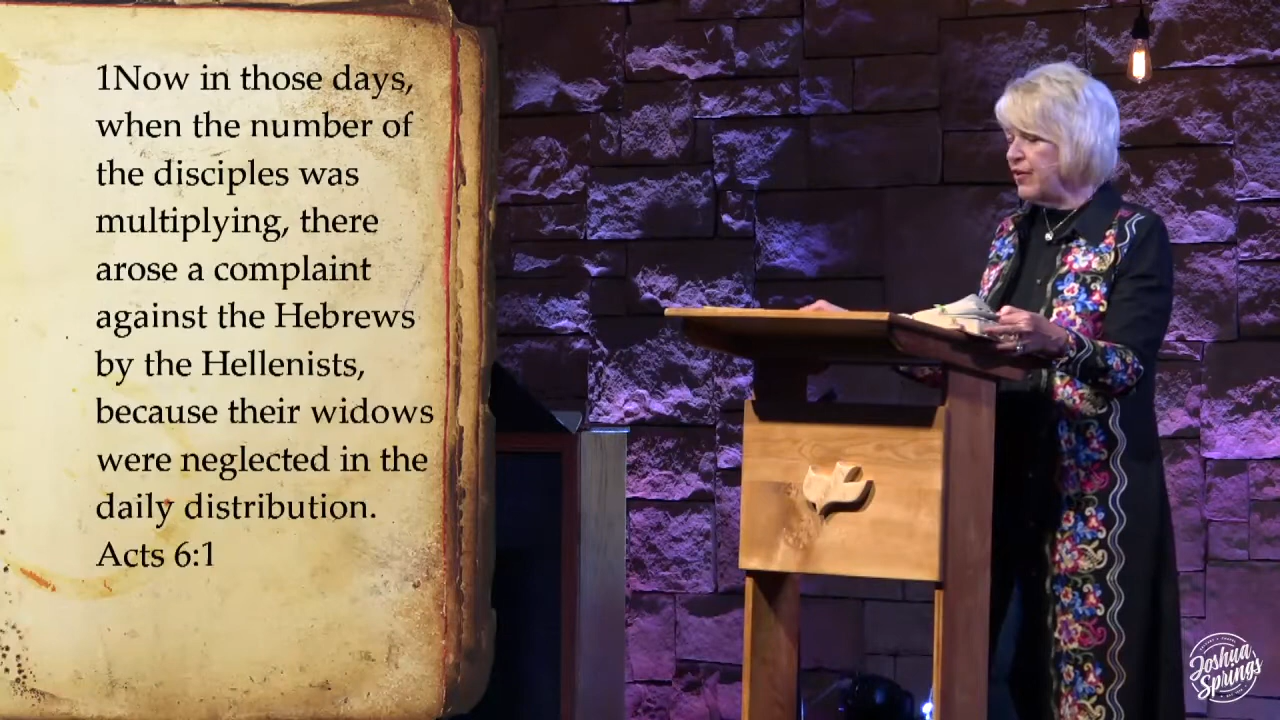 1Now in those days,
when the number of
the disciples was
multiplying, there
arose a complaint
against the Hebrews
by the Hellenists,
because their widows
were neglected in the
daily distribution.
Acts 6:1
Joshua
Springs